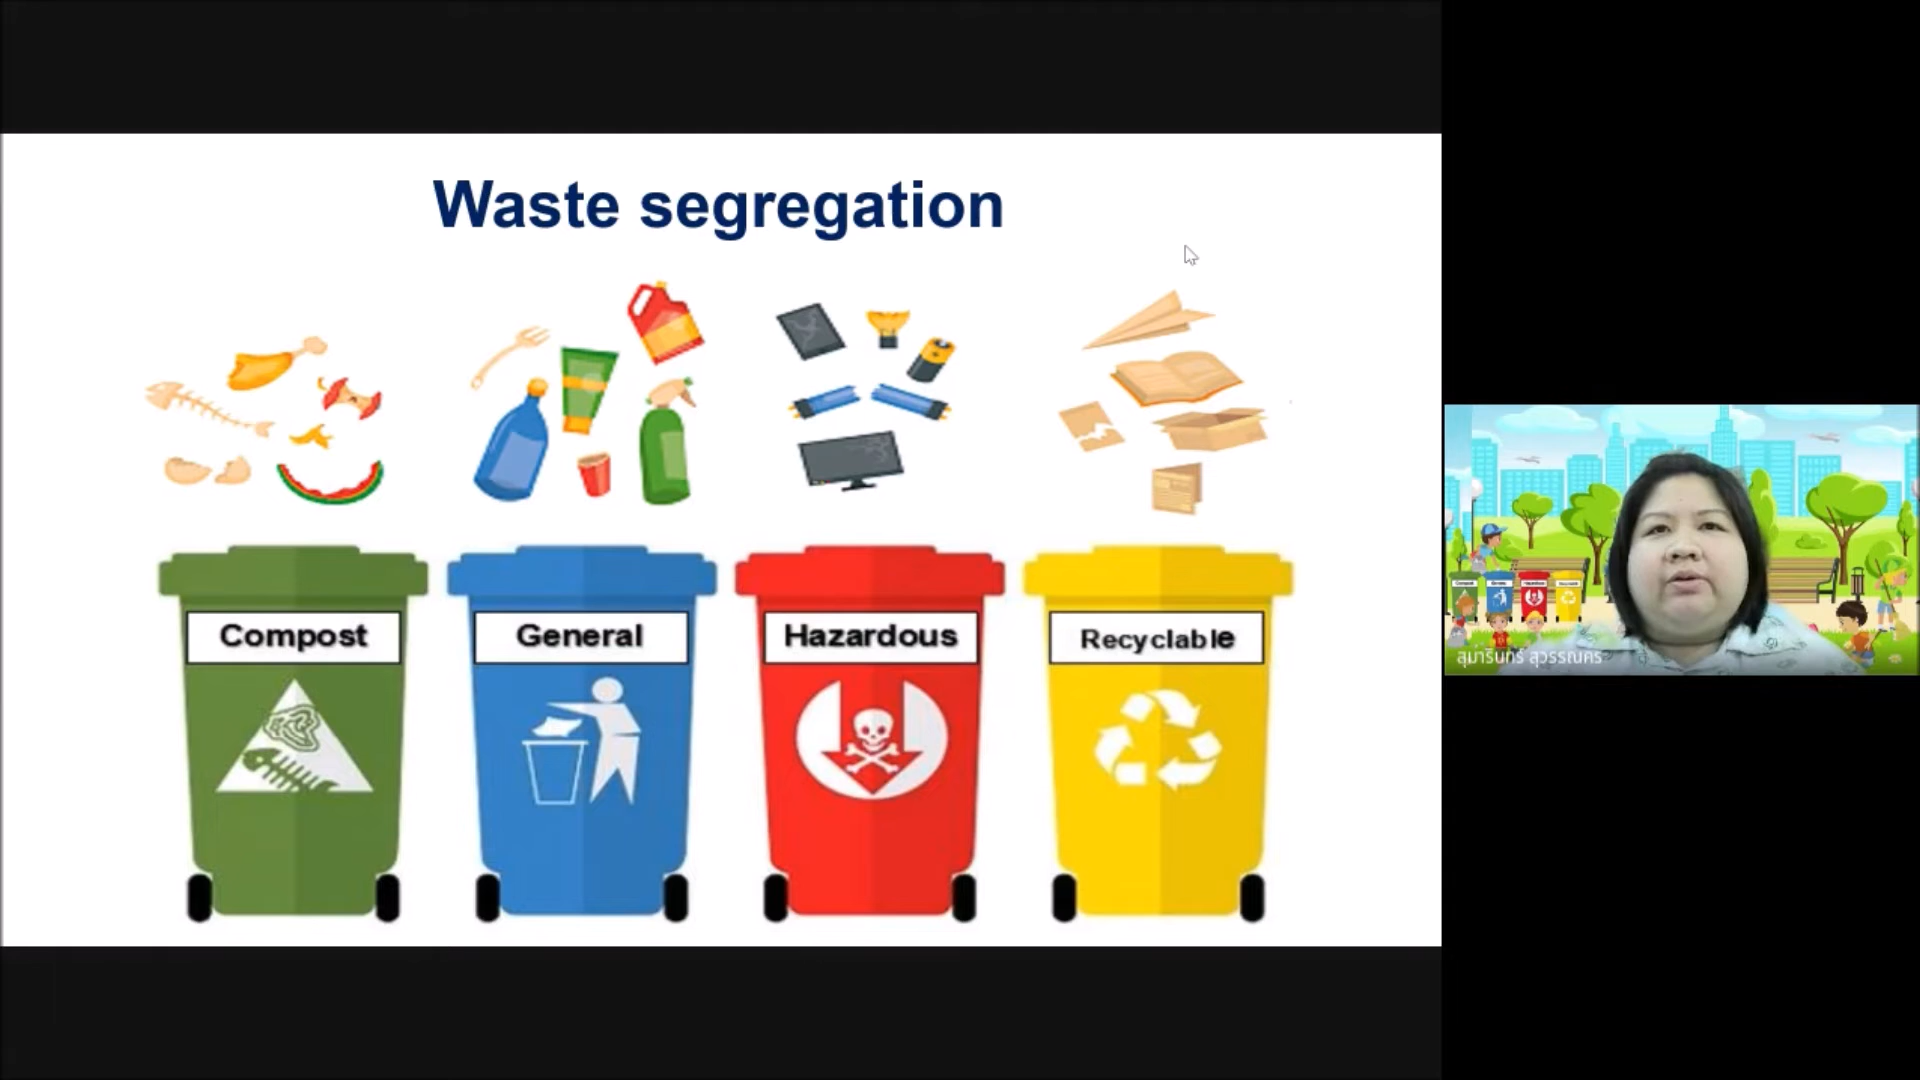 Waste segregation
Compost
General
Hazardous
Recyclable
สุมารินทร์ สุวรรณศร